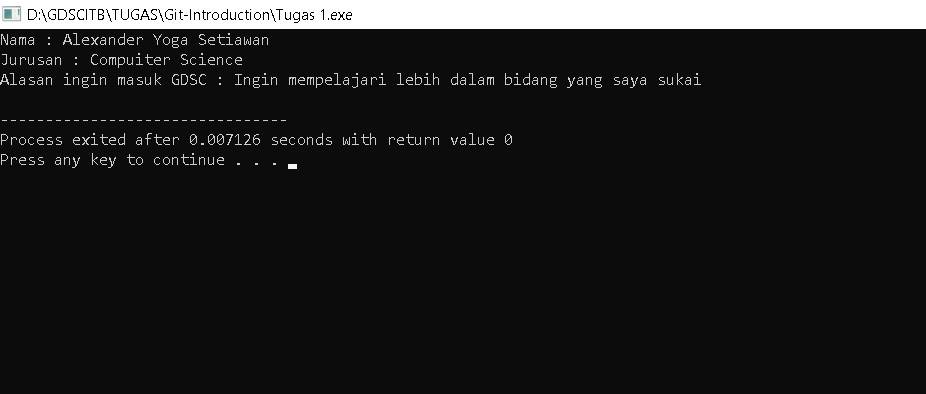 D:\GDSCITB\TUGAS\Git-Introduction\Tugas 1.exe
Nama : Alexander Yoga Setiawan
Jurusan : Compuiter Science
Alasan ingin masuk GDSC : Ingin mempelajari lebih dalam bidang yang saya sukai
--------------------------------
Process exited after 0.007126 seconds with return value 0
Press any key to continue . . .